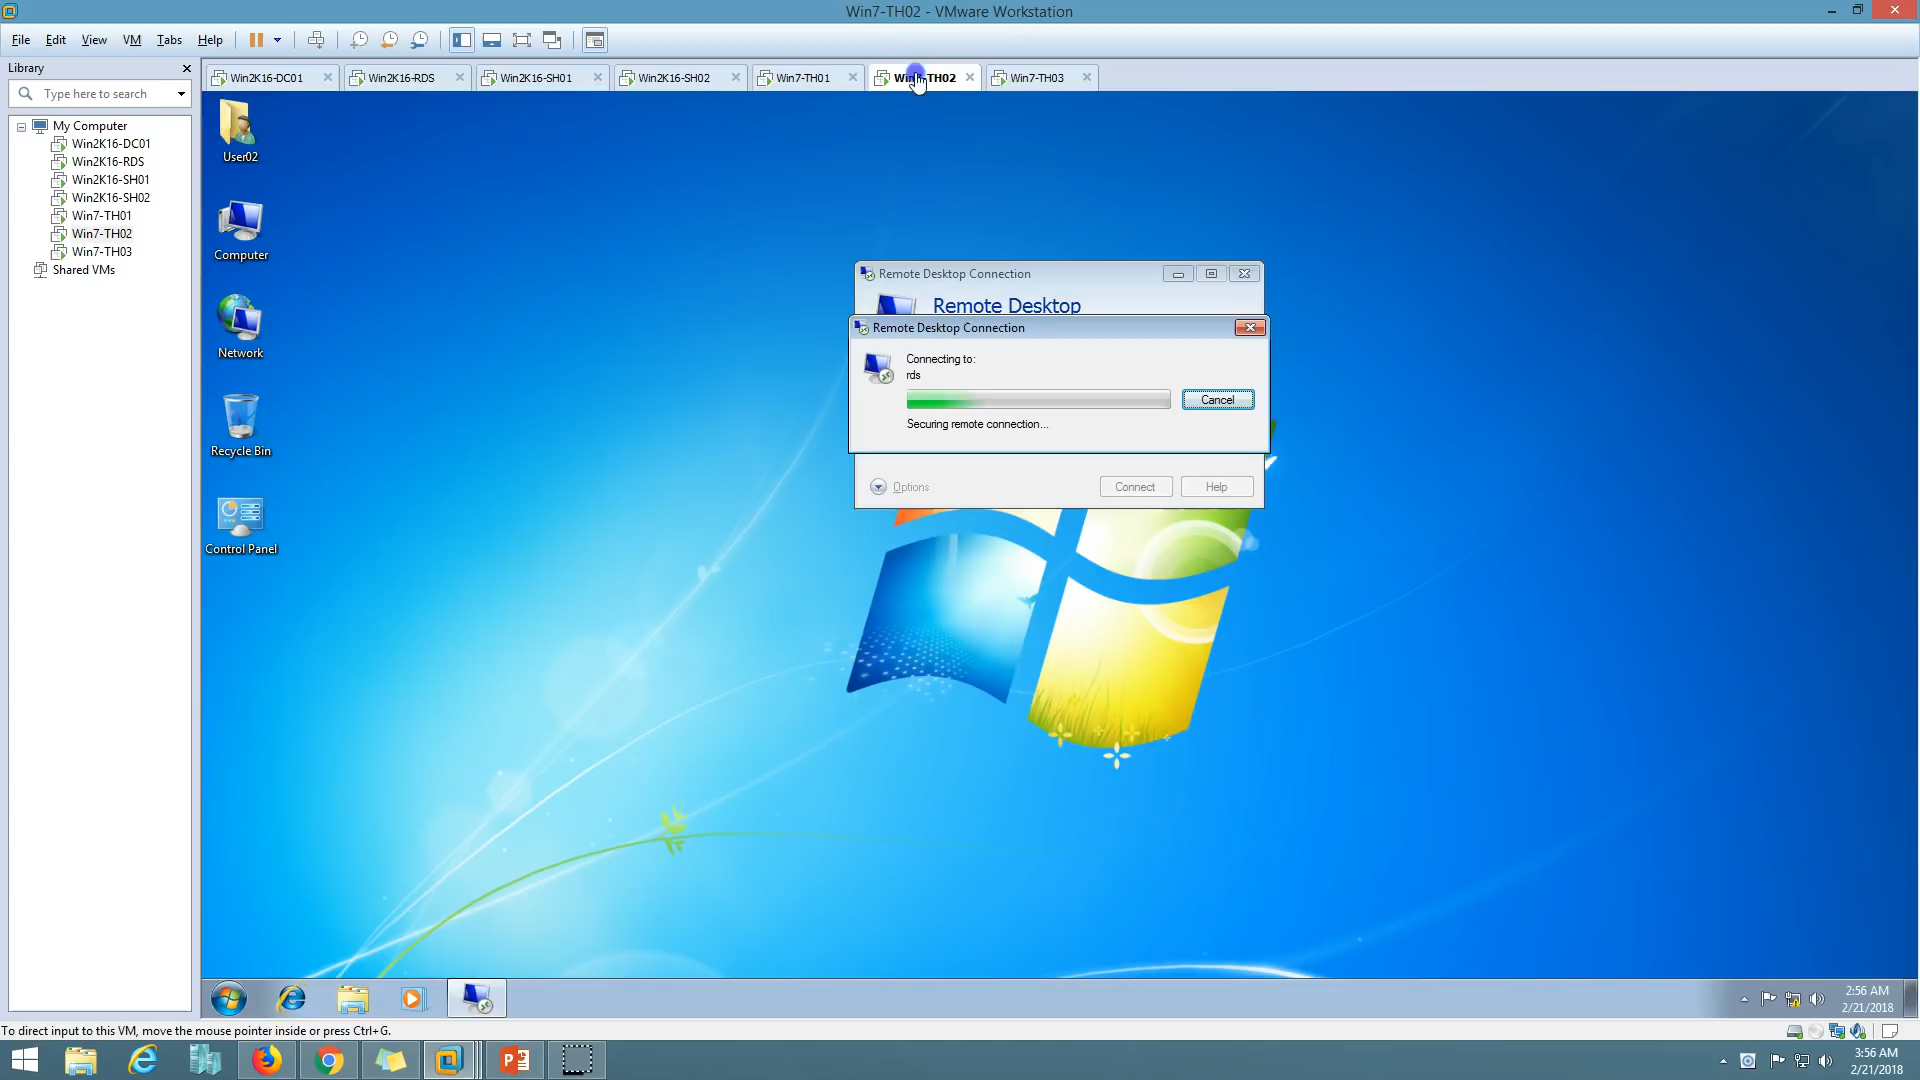 Win7-TH02 - VMware Workstation
File Edit View VM Tabs Help
Library
Type here to search
My Computer
Win2K16-DC01
Win2K16-RDS
Win2K16-SH01
Win2K16-SH02
Win7-TH01
Win7-TH02
Win7-TH03
Shared VMs
Win2K16-DC01 Win2K16-RDS Win2K16-SH01 Win2K16-SH02 Win7-TH01 Win7-TH02 Win7-TH03
User02
Computer
Network
Recycle Bin
Control Panel
Remote Desktop Connection
Remote Desktop
Remote Desktop Connection
Connecting to:
rds
Cancel
Securing remote connection...
Options Connect Help
2:56 AM
2/21/2018
To direct input to this VM, move the mouse pointer inside or press Ctrl+G.
3:56 AM
2/21/2018